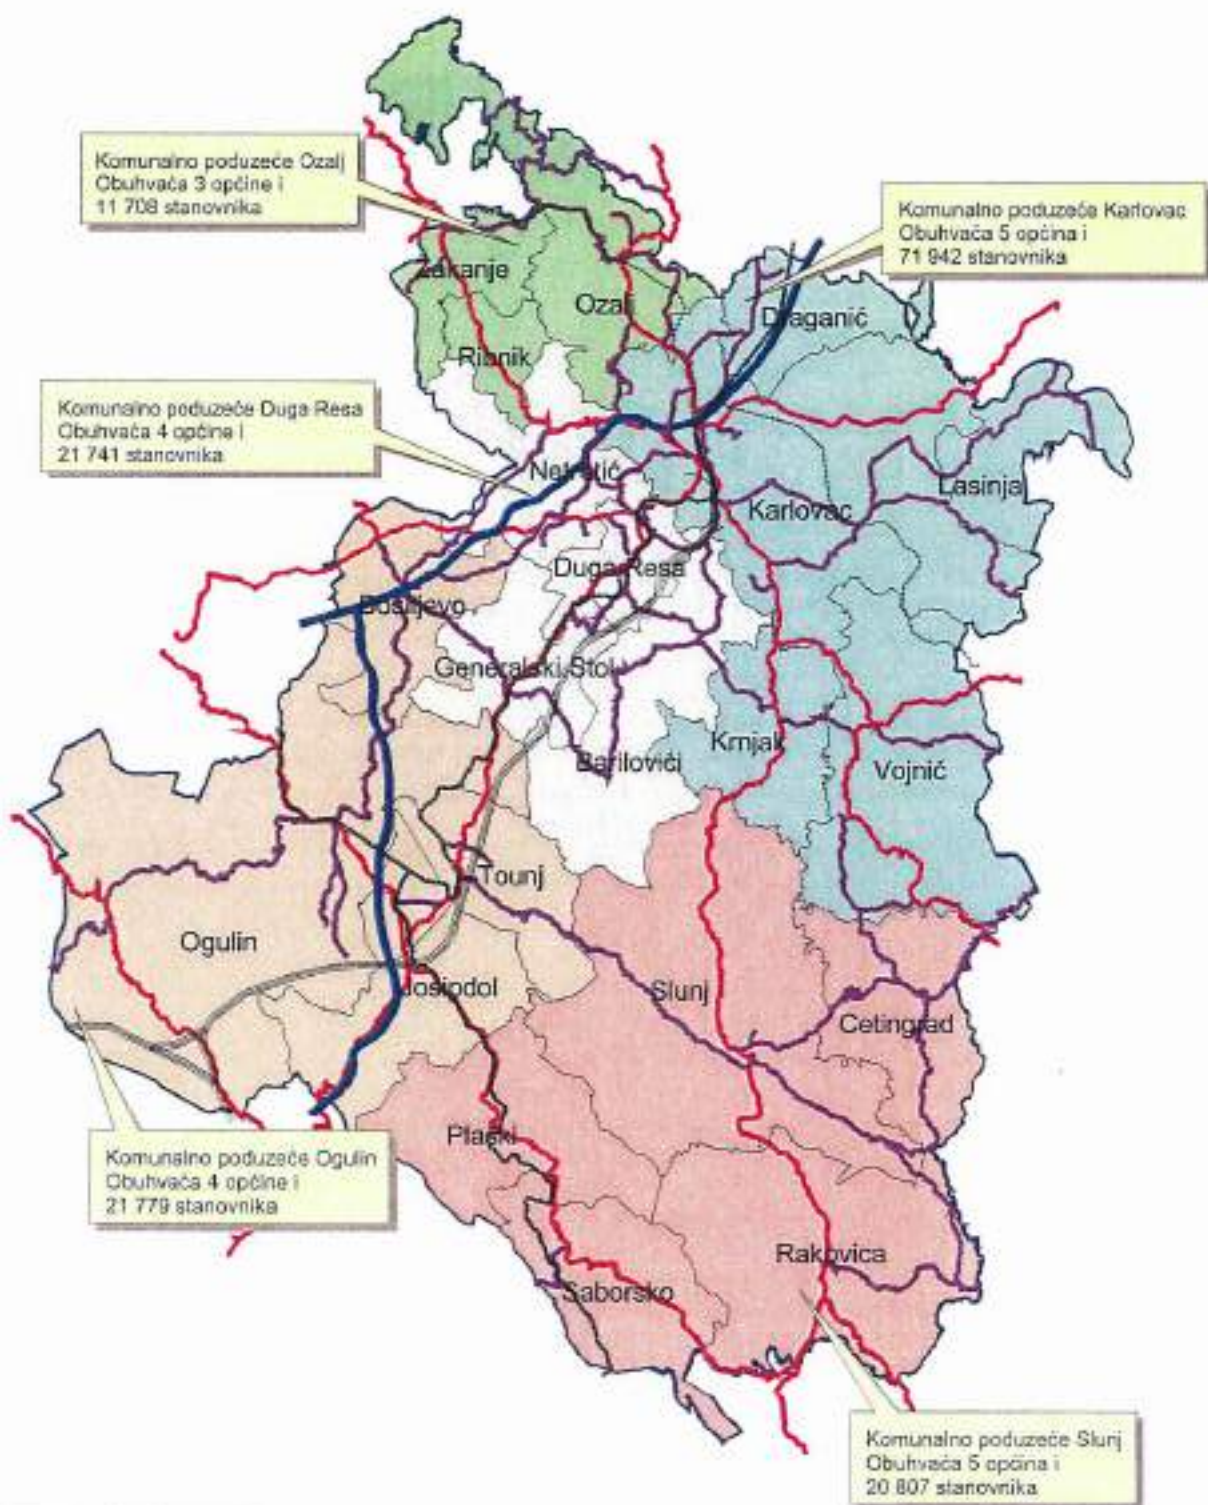 Komunalno poduzeće Ozalj
Obuhvaća 3 općine i
11 708 stanovnika
Komunalno poduzeće Karlovac
Obuhvaća 5 općina i
71 942 stanovnika
Žakanje
Ozalj
Draganić
Ribnik
Komunalno poduzeće Duga Resa
Obuhvaća 4 općine i
21 741 stanovnika
Netretić
Lasinja
Karlovac
Duga Resa
Bosiljevo
Generalski Stol
Krnjak
Barilovići
Vojnić
Tounj
Ogulin
Josipdol
Slunj
Cetingrad
Plaški
Komunalno poduzeće Ogulin
Obuhvaća 4 općine i
21 779 stanovnika
Rakovica
Saborsko
Komunalno poduzeće Slunj
Obuhvaća 5 općina i
20 807 stanovnika